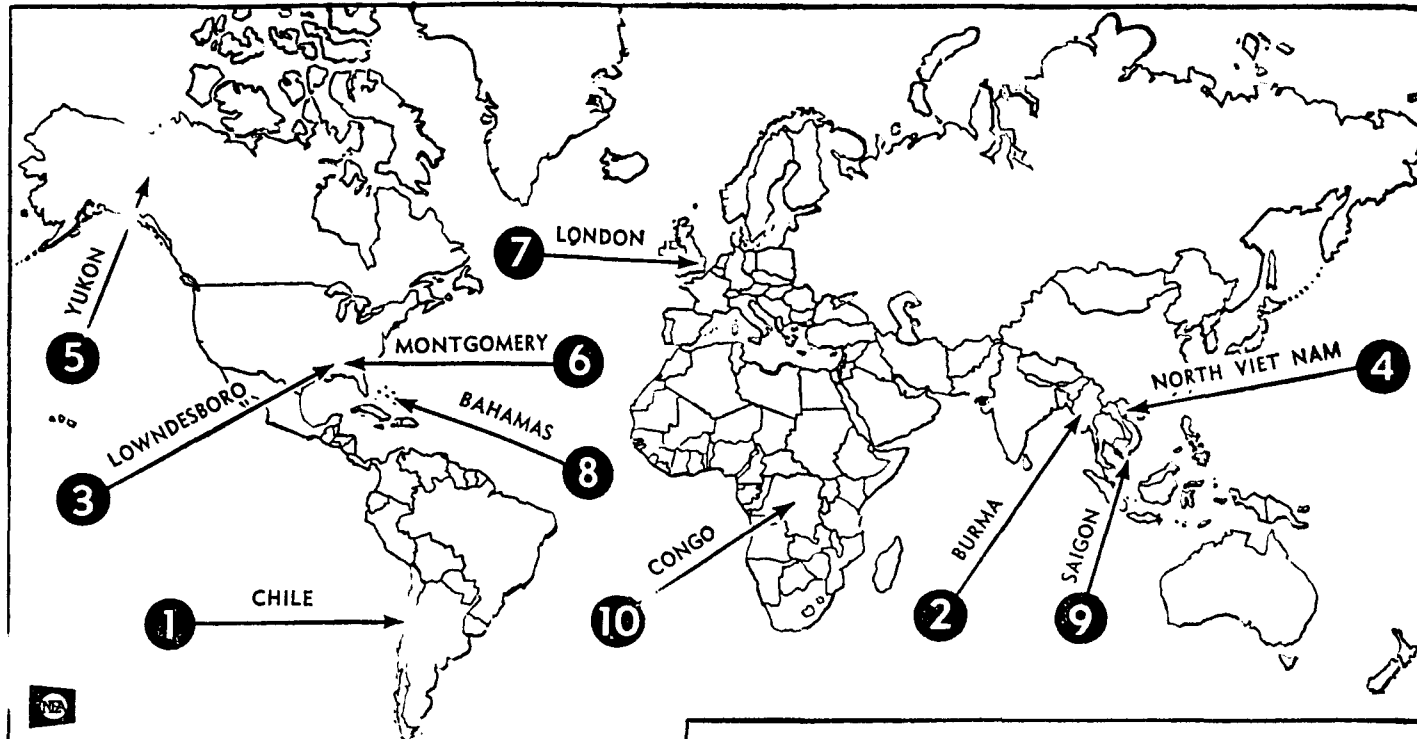 7 LONDON
YUKON
5
MONTGOMERY 6
NORTH VIET NAM 4
LOWNDESBORO
3
BAHAMAS
8
CONGO
10
BURMA
2
SAIGON
9
CHILE
1
NEA